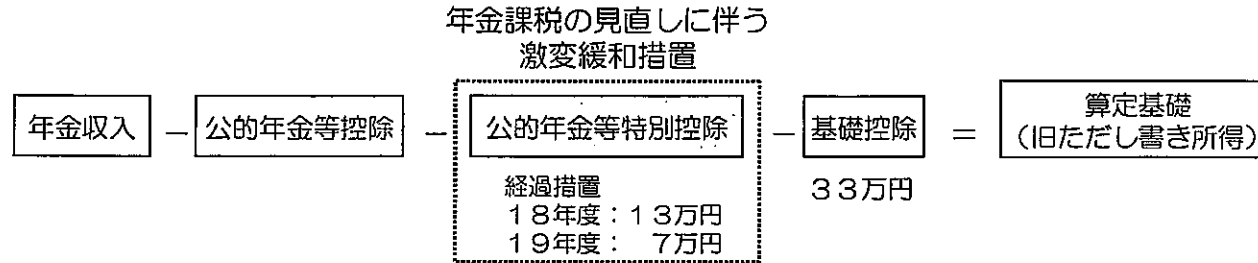 年金課税の見直しに伴う
激変緩和措置
年金収入 － 公的年金等控除 － 公的年金等特別控除 － 基礎控除 ＝ 算定基礎
（旧ただし書き所得）
経過措置
１８年度：１３万円
１９年度：　７万円
３３万円